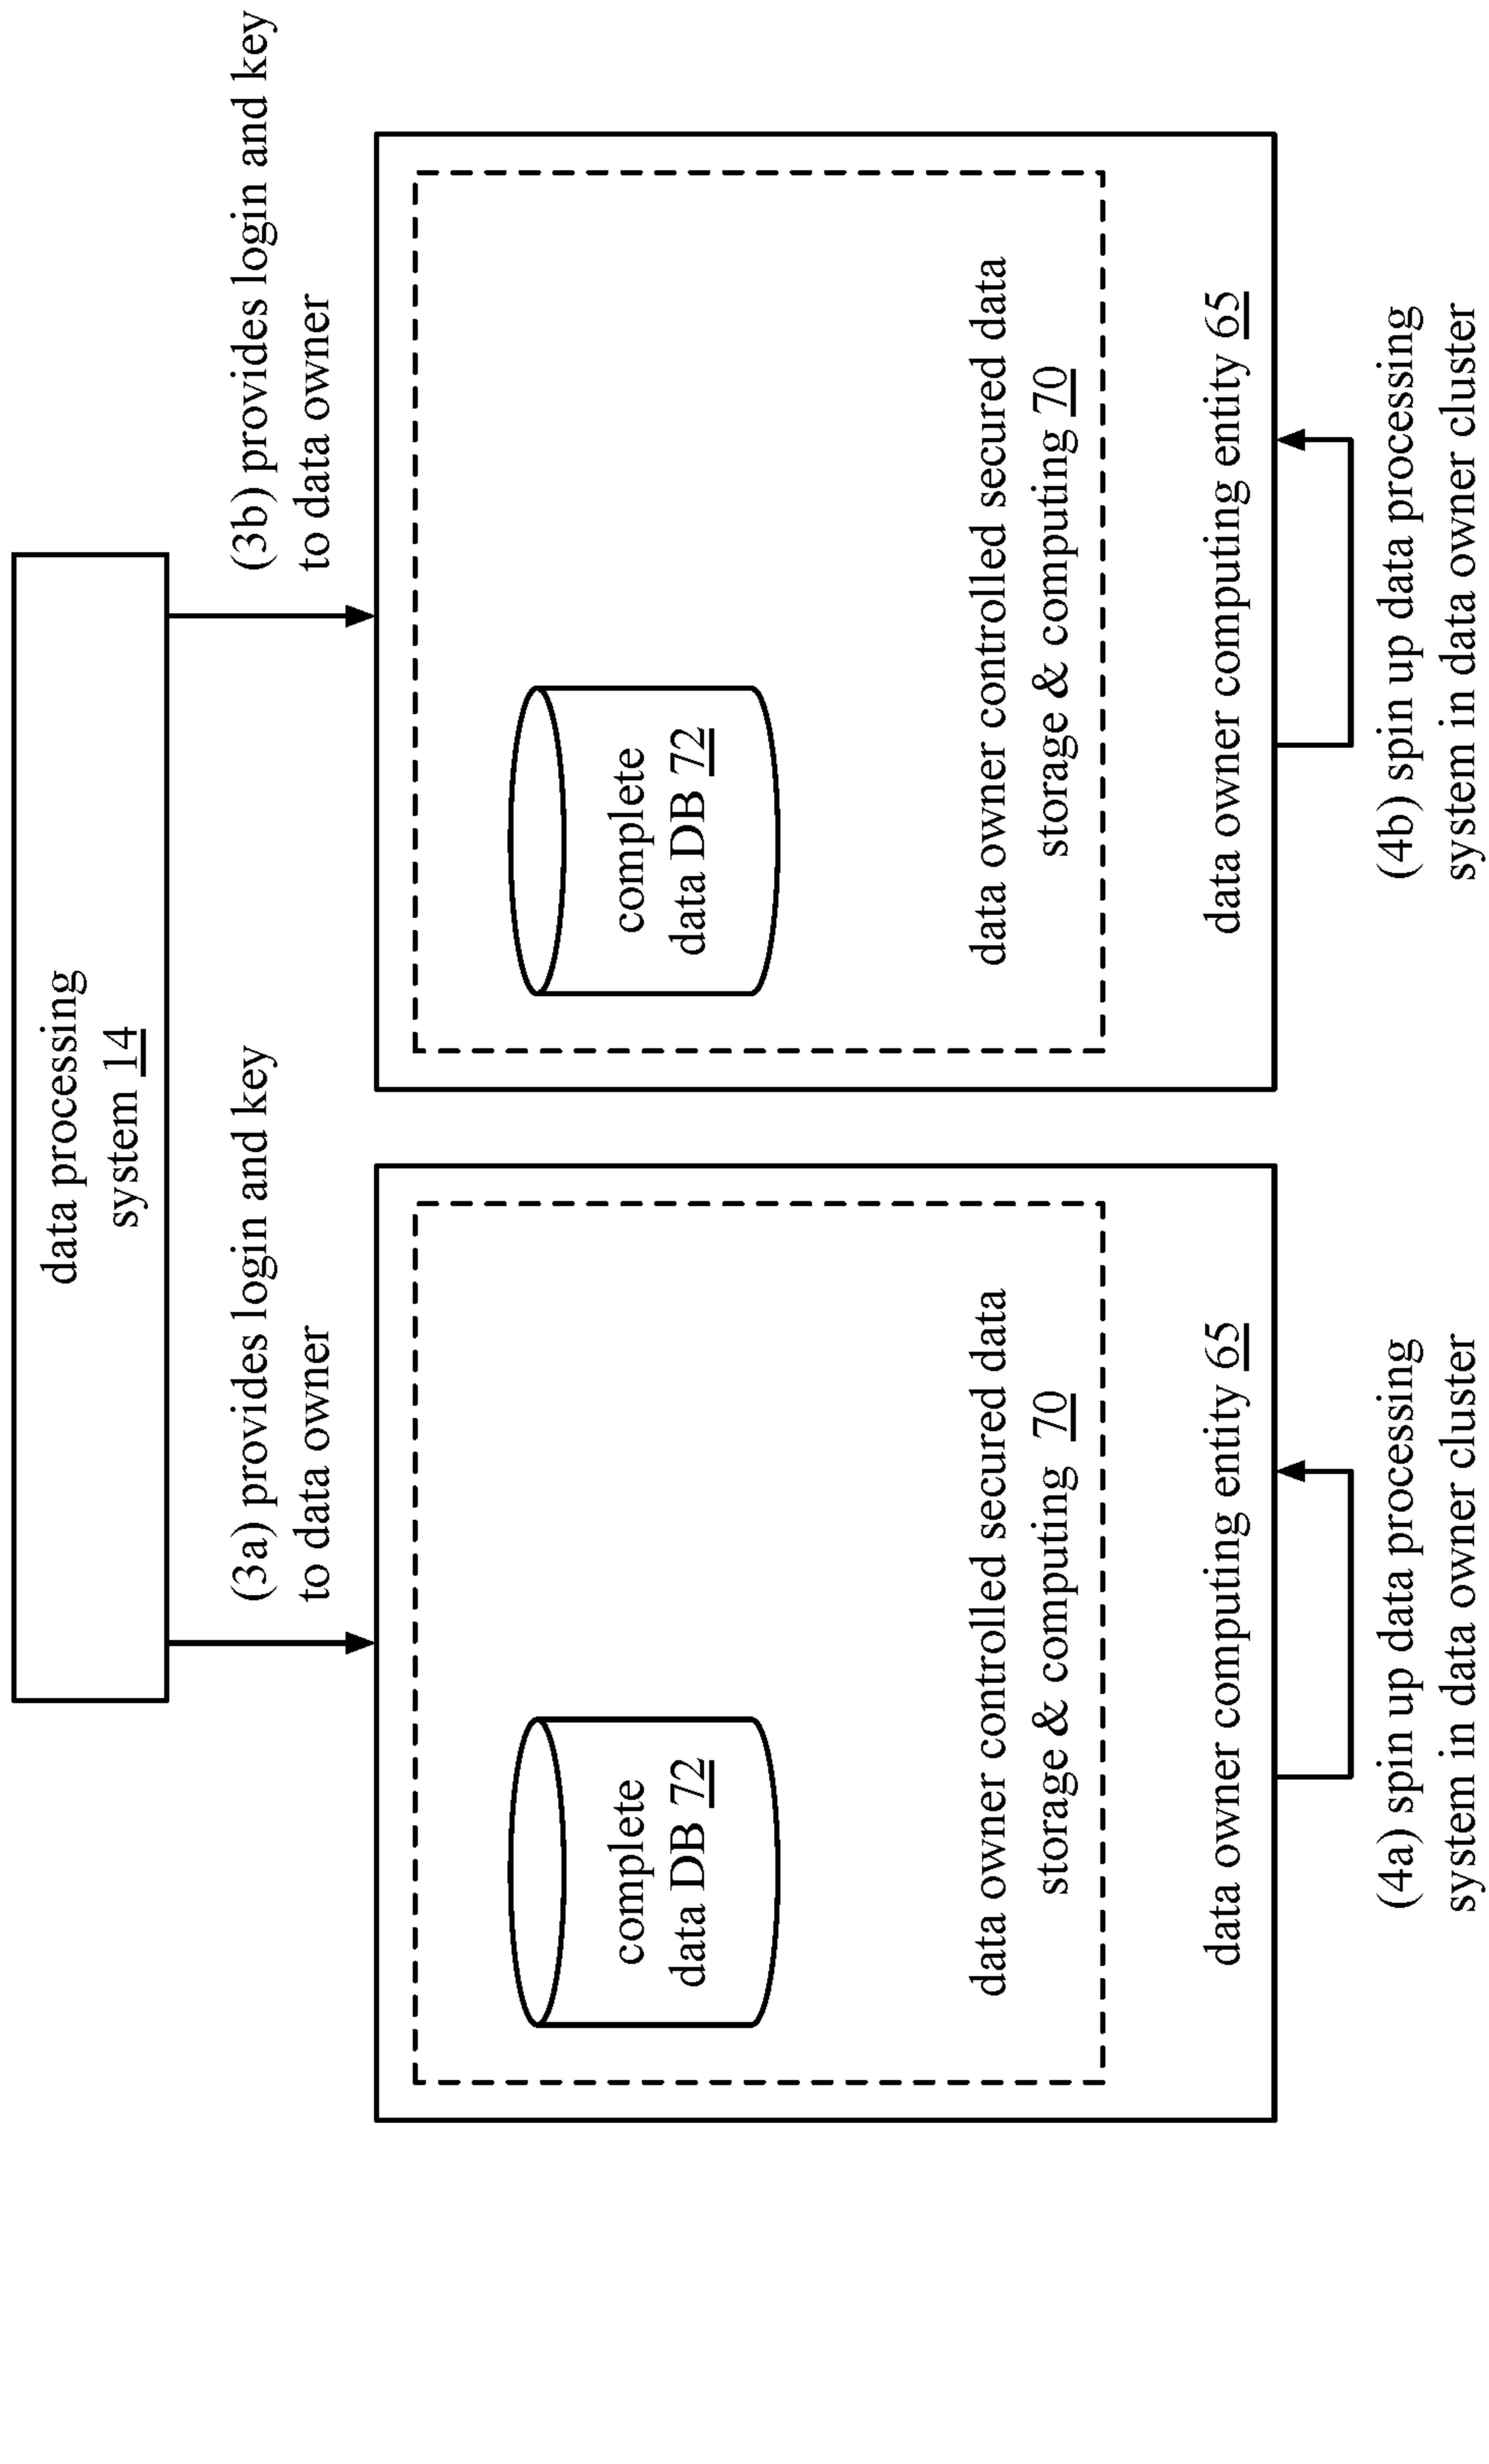 data processing
system 14
(3a) provides login and key
to data owner
(3b) provides login and key
to data owner
complete
data DB 72
data owner controlled secured data
storage & computing 70
data owner computing entity 65
complete
data DB 72
data owner controlled secured data
storage & computing 70
data owner computing entity 65
(4a) spin up data processing
system in data owner cluster
(4b) spin up data processing
system in data owner cluster